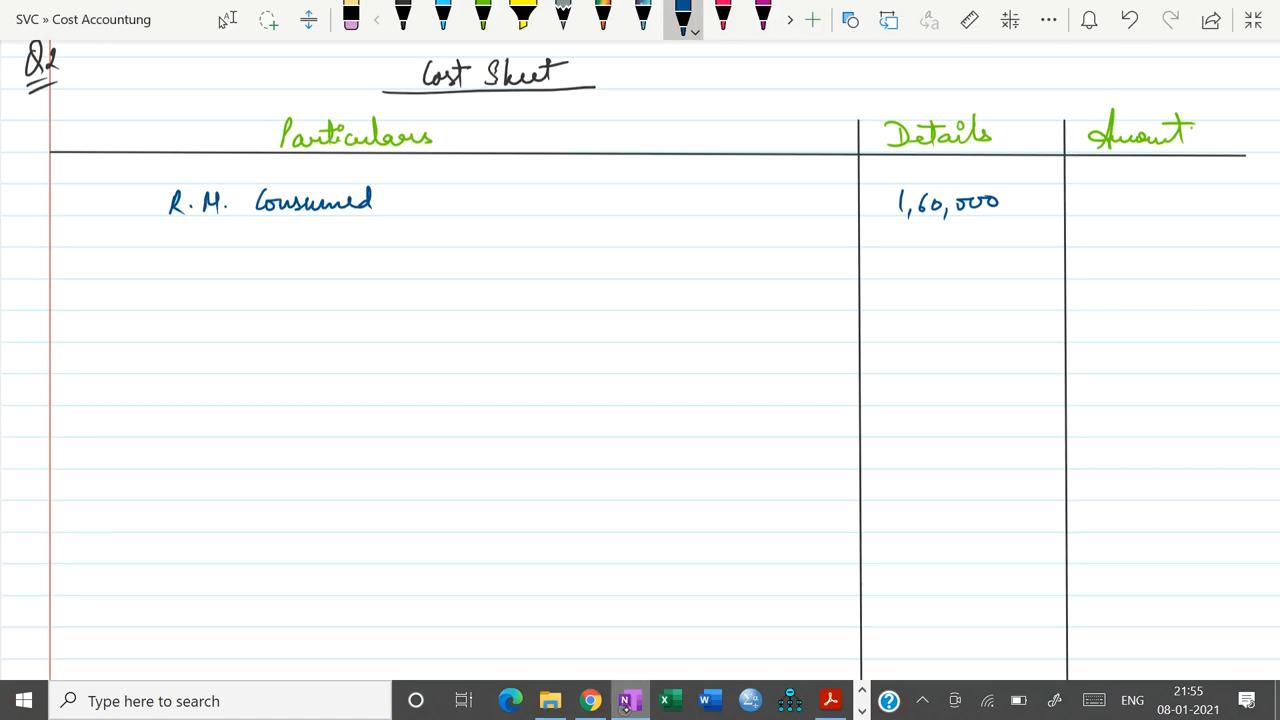 SVC » Cost Accountung
Q2
Cost Sheet
Particulars Details Amount
R.M. Consumed 1,60,000
Type here to search
ENG
21:55
08-01-2021